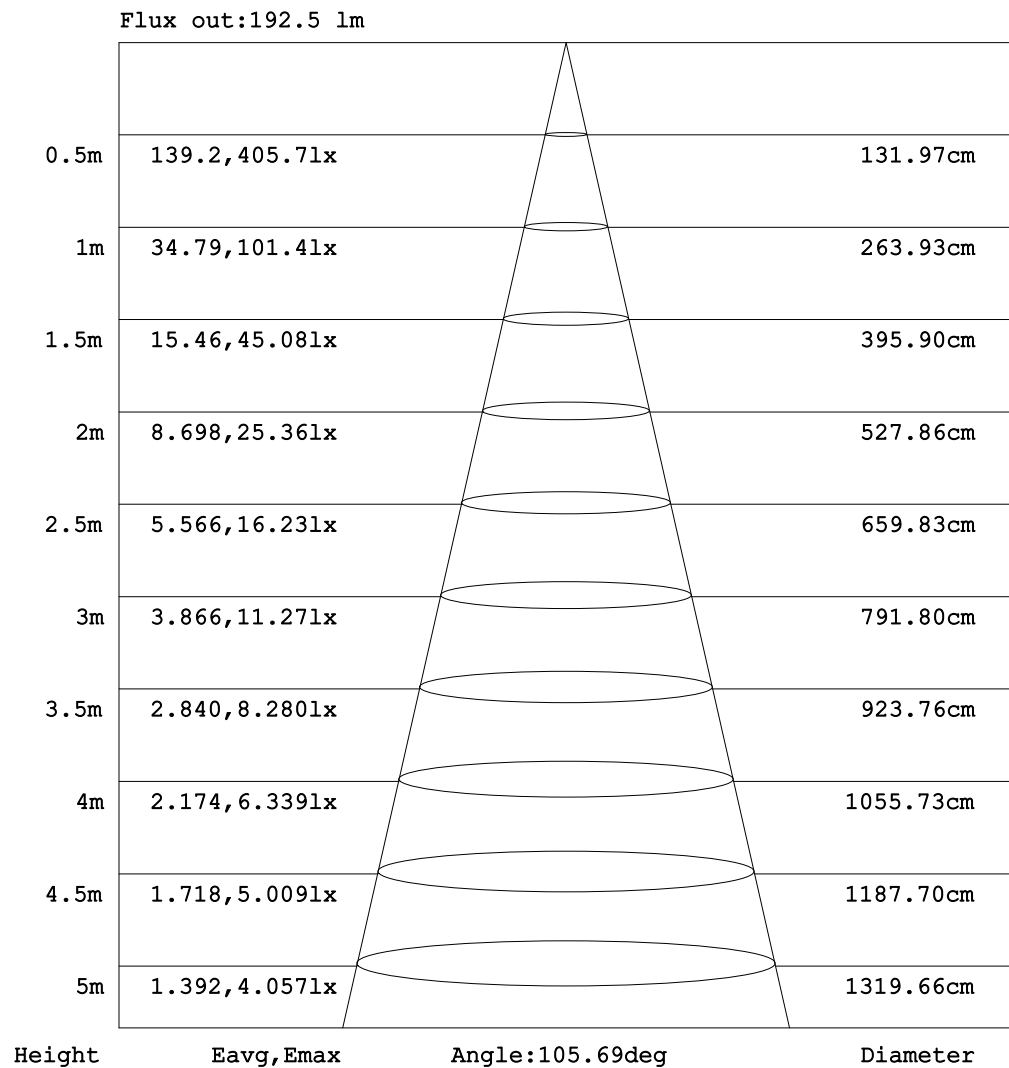 Flux out:192.5 lm
0.5m 139.2,405.7lx 131.97cm
1m 34.79,101.4lx 263.93cm
1.5m 15.46,45.08lx 395.90cm
2m 8.698,25.36lx 527.86cm
2.5m 5.566,16.23lx 659.83cm
3m 3.866,11.27lx 791.80cm
3.5m 2.840,8.280lx 923.76cm
4m 2.174,6.339lx 1055.73cm
4.5m 1.718,5.009lx 1187.70cm
5m 1.392,4.057lx 1319.66cm
Height Eavg,Emax Angle:105.69deg Diameter